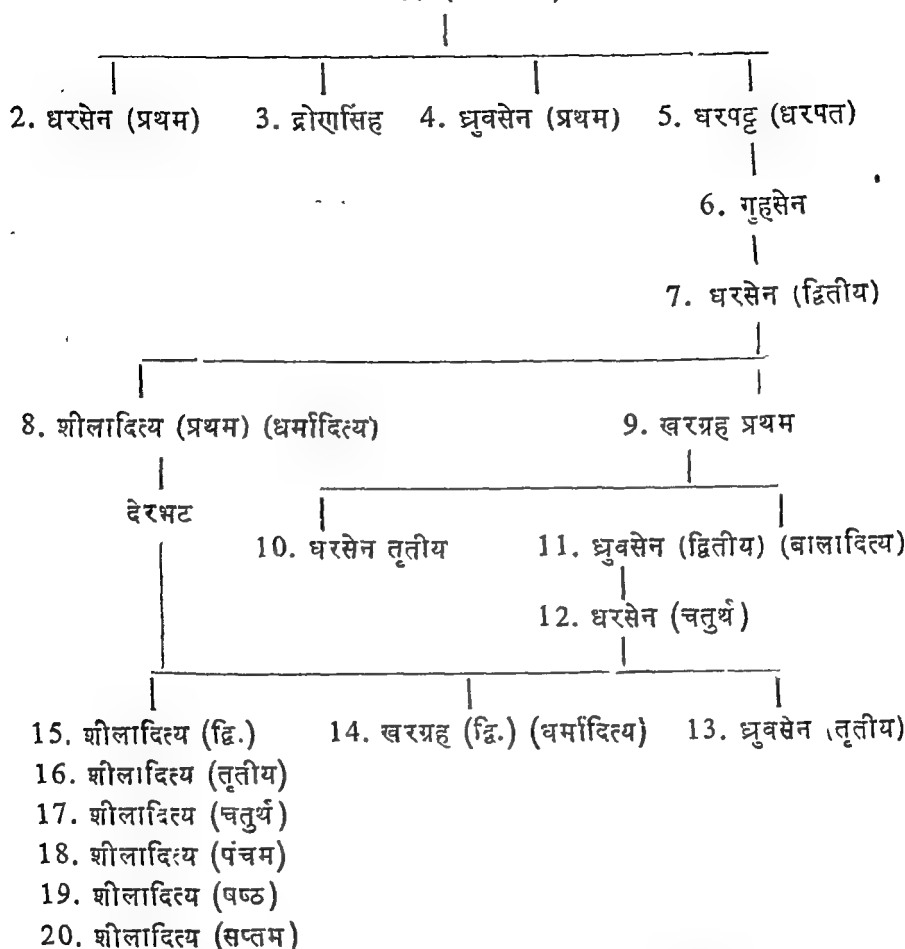 2. धरसेन (प्रथम) 3. द्रोणसिंह 4. ध्रुवसेन (प्रथम) 5. धरपट्ट (धरपत)
6. गुहसेन
7. धरसेन (द्वितीय)
8. शीलादित्य (प्रथम) (धर्मादित्य) 9. खरग्रह प्रथम
देरभट
10. धरसेन तृतीय 11. ध्रुवसेन (द्वितीय) (बालादित्य)
12. धरसेन (चतुर्थ)
15. शीलादित्य (द्वि.) 14. खरग्रह (द्वि.) (धर्मादित्य) 13. ध्रुवसेन (तृतीय)
16. शीलादित्य (तृतीय)
17. शीलादित्य (चतुर्थ)
18. शीलादित्य (पंचम)
19. शीलादित्य (षष्ठ)
20. शीलादित्य (सप्तम)